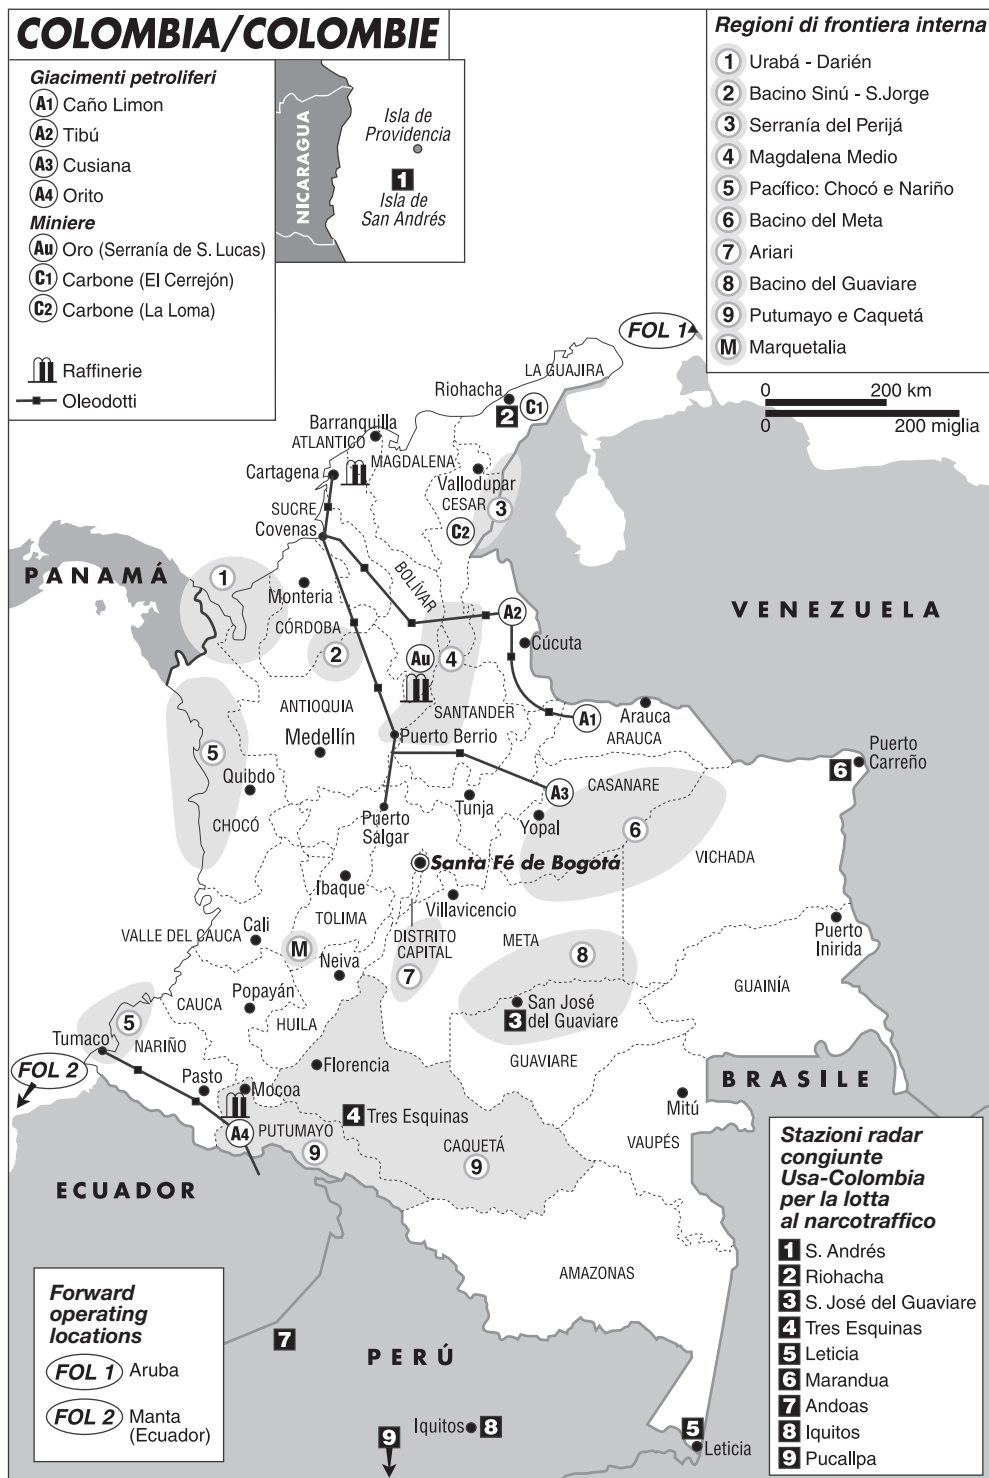 COLOMBIA/COLOMBIE
Giacimenti petroliferi
A1 Caño Limon
A2 Tibú
A3 Cusiana
A4 Orito
Miniere
Au Oro (Serranía de S. Lucas)
C1 Carbone (El Cerrejón)
C2 Carbone (La Loma)
Raffinerie
Oleodotti
NICARAGUA
Isla de
Providencia
1
Isla de
San Andrés
Regioni di frontiera interna
1 Urabá - Darién
2 Bacino Sinú - S.Jorge
3 Serranía del Perijá
4 Magdalena Medio
5 Pacífico: Chocó e Nariño
6 Bacino del Meta
7 Ariari
8 Bacino del Guaviare
9 Putumayo e Caquetá
M Marquetalia
0 200 km
0 200 miglia
FOL 1
LA GUAJIRA
Riohacha
2 C1
Barranquilla
ATLANTICO
MAGDALENA
Cartagena
Vallodupar
CESAR
3
SUCRE
Covenas
C2
PANAMÁ
1
BOLÍVAR
Monteria
VENEZUELA
A2
CÓRDOBA
Cúcuta
2
Au
4
ANTIOQUIA
SANTANDER
A1
Arauca
ARAUCA
Medellín
Puerto Berrio
5
Puerto
Carreño
6
Quibdo
CASANARE
A3
Tunja
Yopal
Puerto
Salgar
CHOCÓ
6
VICHADA
Santa Fé de Bogotá
Ibaque
Villavicencio
TOLIMA
DISTRITO
CAPITAL
META
Puerto
Inirida
Cali
VALLE DEL CAUCA
M
8
Neiva
7
GUAINÍA
CAUCA
Popayán
San José
del Guaviare
3
HUILA
5
Tumaco
NARIÑO
GUAVIARE
Florencia
FOL 2
Pasto
Mocoa
BRASILE
Mitú
4 Tres Esquinas
A4
PUTUMAYO
9
CAQUETÁ
9
VAUPÉS
ECUADOR
AMAZONAS
PERÚ
7
Iquitos
8
9
5
Leticia
Forward
operating
locations
FOL 1 Aruba
FOL 2 Manta
(Ecuador)
Stazioni radar
congiunte
Usa-Colombia
per la lotta
al narcotraffico
1 S. Andrés
2 Riohacha
3 S. José del Guaviare
4 Tres Esquinas
5 Leticia
6 Marandua
7 Andoas
8 Iquitos
9 Pucallpa